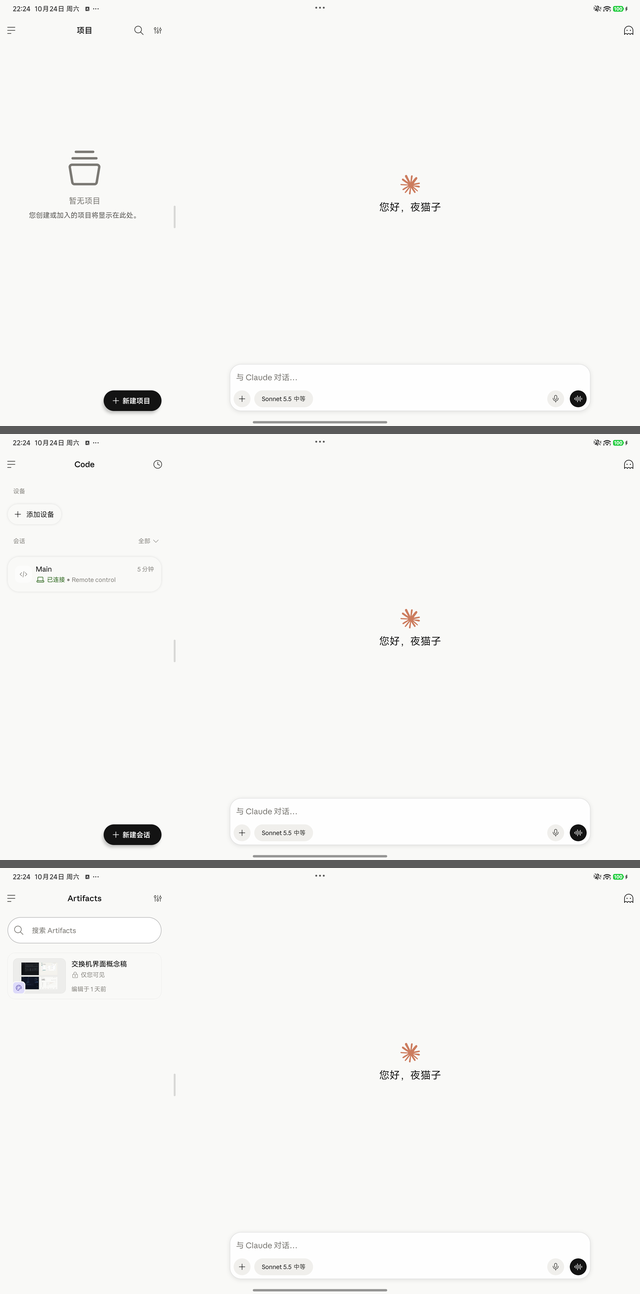 22:24 10月24日 周六
100
项目
暂无项目
您创建或加入的项目将显示在此处。
您好，夜猫子
与 Claude 对话...
Sonnet 5.5 中等
+ 新建项目
22:24 10月24日 周六
100
Code
设备
+ 添加设备
会话 全部
Main 5 分钟
已连接 • Remote control
您好，夜猫子
与 Claude 对话...
Sonnet 5.5 中等
+ 新建会话
22:24 10月24日 周六
100
Artifacts
搜索 Artifacts
交换机界面概念稿
仅您可见
编辑于 1 天前
您好，夜猫子
与 Claude 对话...
Sonnet 5.5 中等